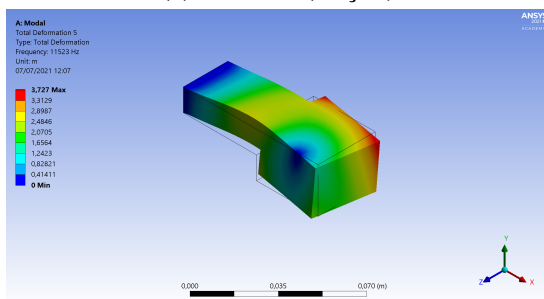 A: Modal
Total Deformation 5
Type: Total Deformation
Frequency: 11523 Hz
Unit: m
07/07/2021 12:07
3,727 Max
3,3129
2,8987
2,4846
2,0705
1,6564
1,2423
0,82821
0,41411
0 Min
ANSYS
2021
ACADEMIC
0,000
0,035
0,070 (m)
Y
Z
X